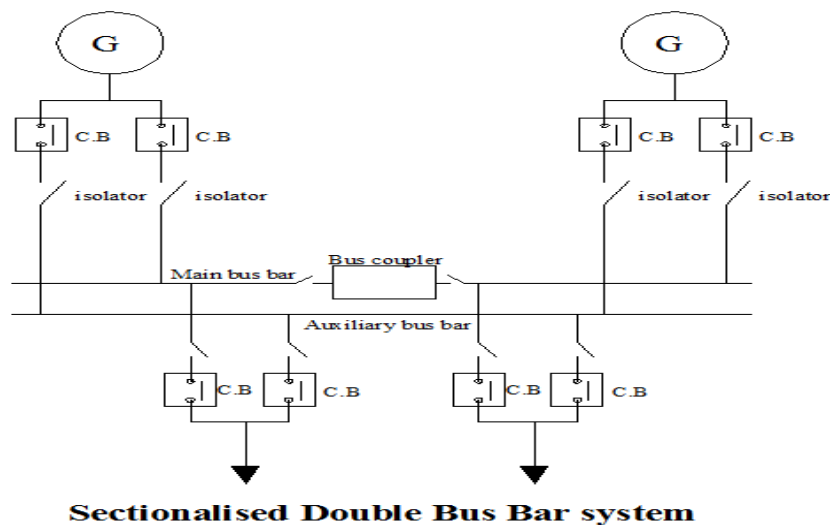 G G
C.B C.B C.B C.B
isolator isolator isolator isolator
Bus coupler
Main bus bar
Auxiliary bus bar
C.B C.B C.B C.B
Sectionalised Double Bus Bar system